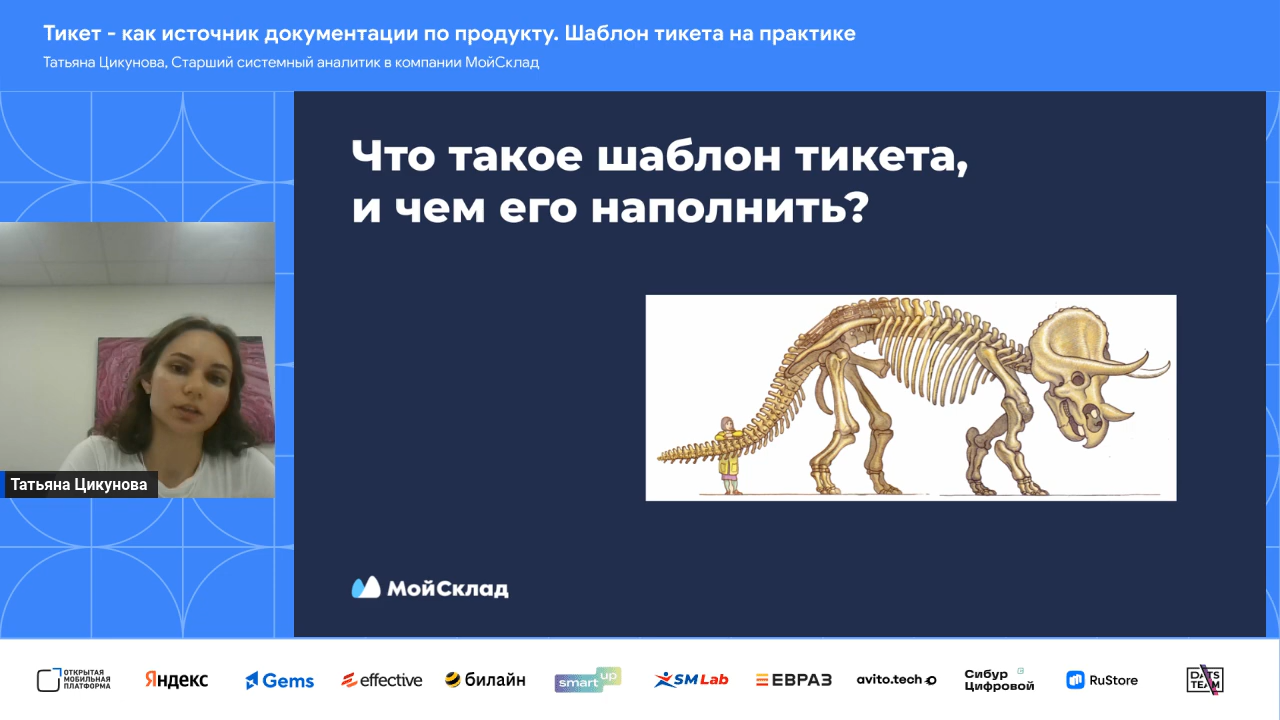 Тикет - как источник документации по продукту. Шаблон тикета на практике
Татьяна Цикунова, Старший системный аналитик в компании МойСклад
Что такое шаблон тикета,
и чем его наполнить?
Татьяна Цикунова
МойСклад
ОТКРЫТАЯ
МОБИЛЬНАЯ
ПЛАТФОРМА
Яндекс
Gems
effective
билайн
smart up
SM Lab
ЕВРАЗ
avito.tech
Сибур
Цифровой
RuStore
DATS
TEAM